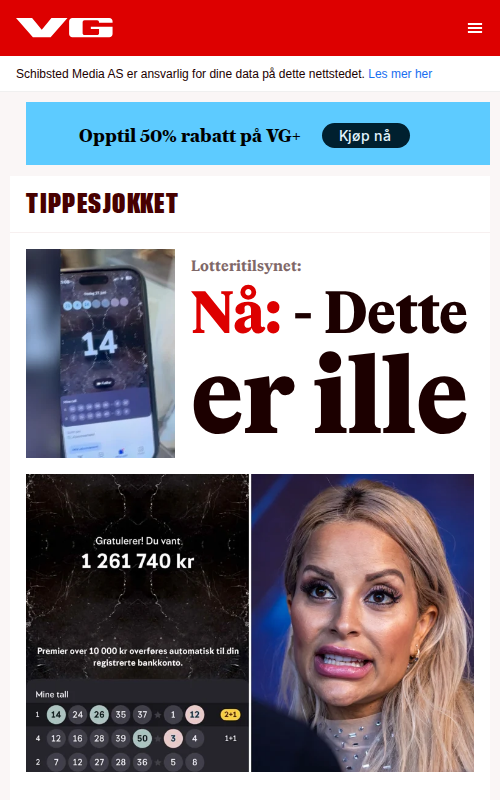 VG
Schibsted Media AS er ansvarlig for dine data på dette nettstedet. Les mer her
Opptil 50% rabatt på VG+
Kjøp nå
TIPPESJOKKET
14
Lotteritilsynet:
Nå: - Dette
er ille
Gratulerer! Du vant
1 261 740 kr
Premier over 10 000 kr overføres automatisk til din
registrerte bankkonto.
Mine tall
1 14 24 26 35 37 1 12 2+1
4 12 16 28 39 50 3 4 1+1
2 7 12 27 28 36 5 8